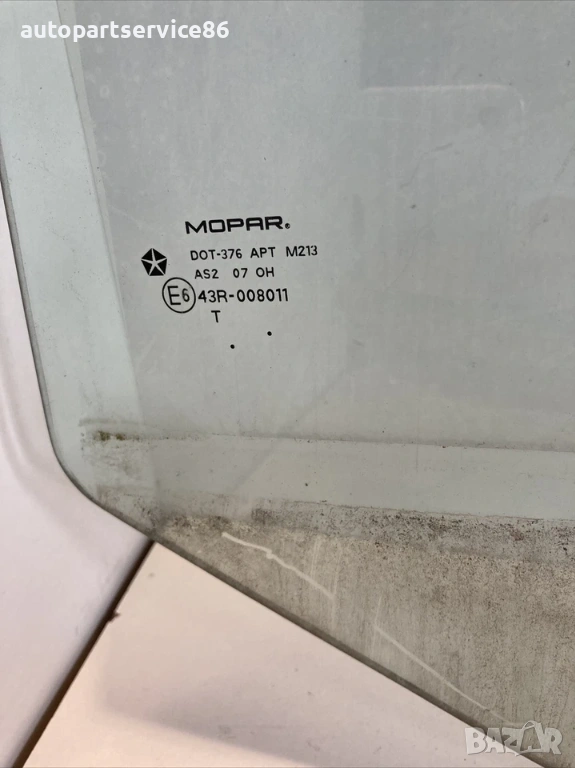 autopartservice86
MOPAR®
DOT-376 APT M213
AS2 07 OH
E6 43R-008011
T
BAZAR